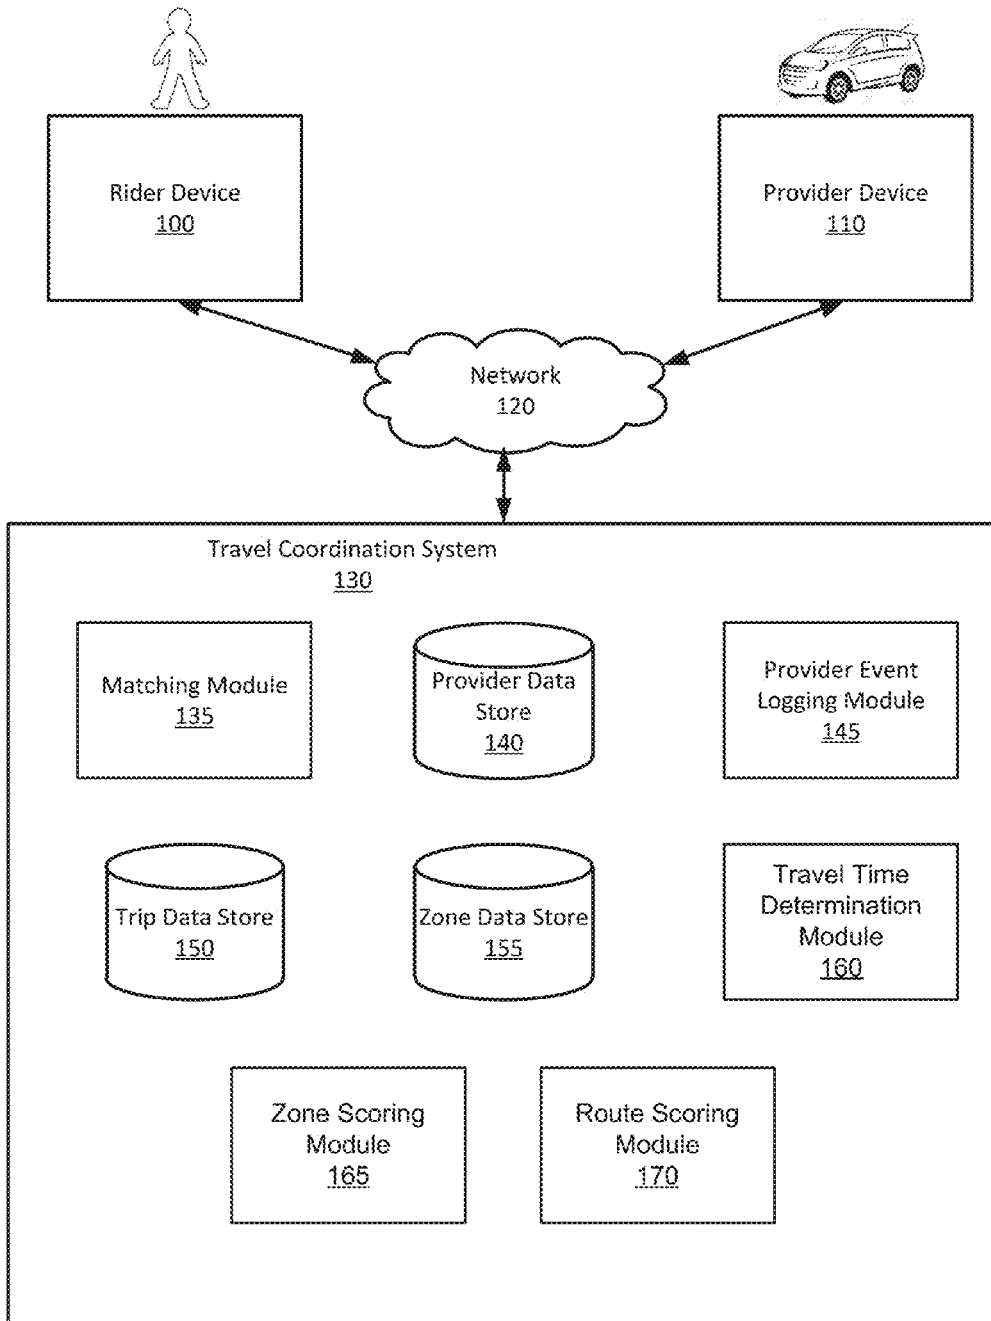 Rider Device
100
Provider Device
110
Network
120
Travel Coordination System
130
Matching Module
135
Provider Data
Store
140
Provider Event
Logging Module
145
Trip Data Store
150
Zone Data Store
155
Travel Time
Determination
Module
160
Zone Scoring
Module
165
Route Scoring
Module
170